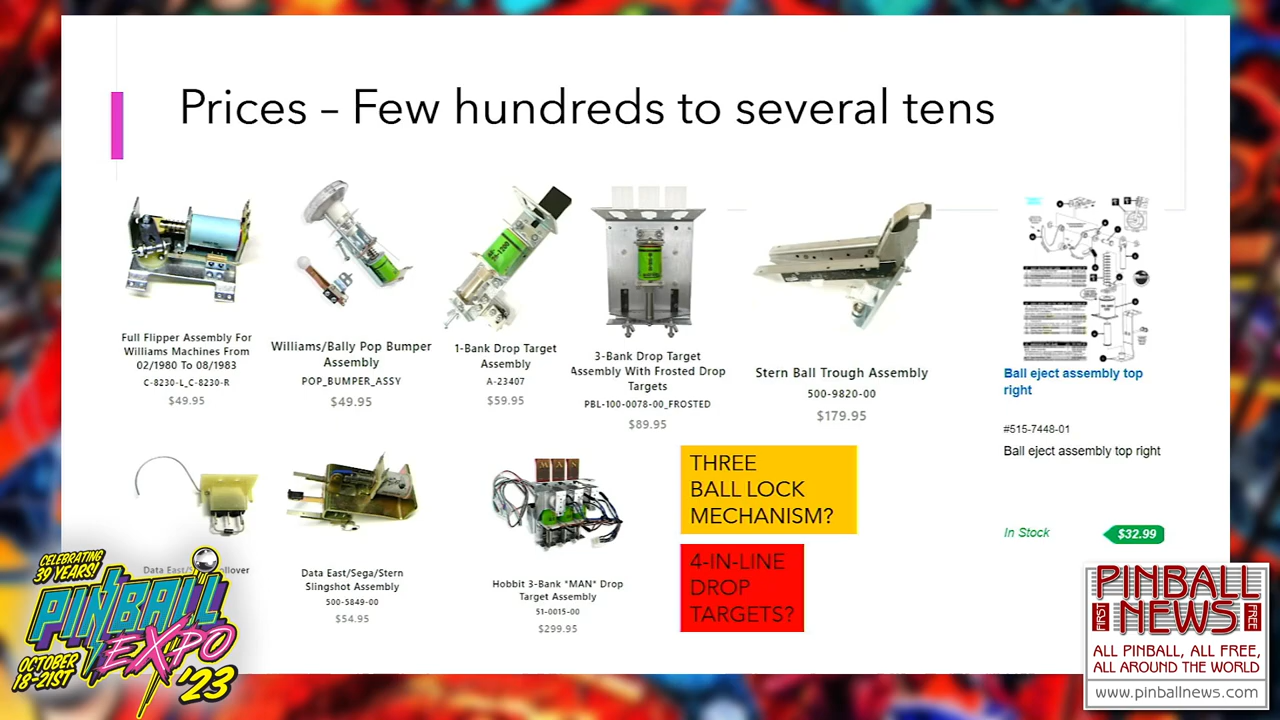 Prices – Few hundreds to several tens
Full Flipper Assembly For
Williams Machines From
02/1980 To 08/1983
C-8230-L_C-8230-R
$49.95
Williams/Bally Pop Bumper
Assembly
POP_BUMPER_ASSY
$49.95
1-Bank Drop Target
Assembly
A-23407
$59.95
3-Bank Drop Target
Assembly With Frosted Drop
Targets
PBL-100-0078-00_FROSTED
$89.95
Stern Ball Trough Assembly
500-9820-00
$179.95
Ball eject assembly top
right
#515-7448-01
Ball eject assembly top right
In Stock
$32.99
Data East/
Data East/Sega/Stern
Slingshot Assembly
500-5849-00
$54.95
MAN
Hobbit 3-Bank "MAN" Drop
Target Assembly
51-0015-00
$299.95
THREE
BALL LOCK
MECHANISM?
4-IN-LINE
DROP
TARGETS?
CELEBRATING
39 YEARS!
PINBALL
EXPO
OCTOBER
18-21ST
'23
PINBALL
FIRST NEWS FREE
ALL PINBALL, ALL FREE,
ALL AROUND THE WORLD
www.pinballnews.com